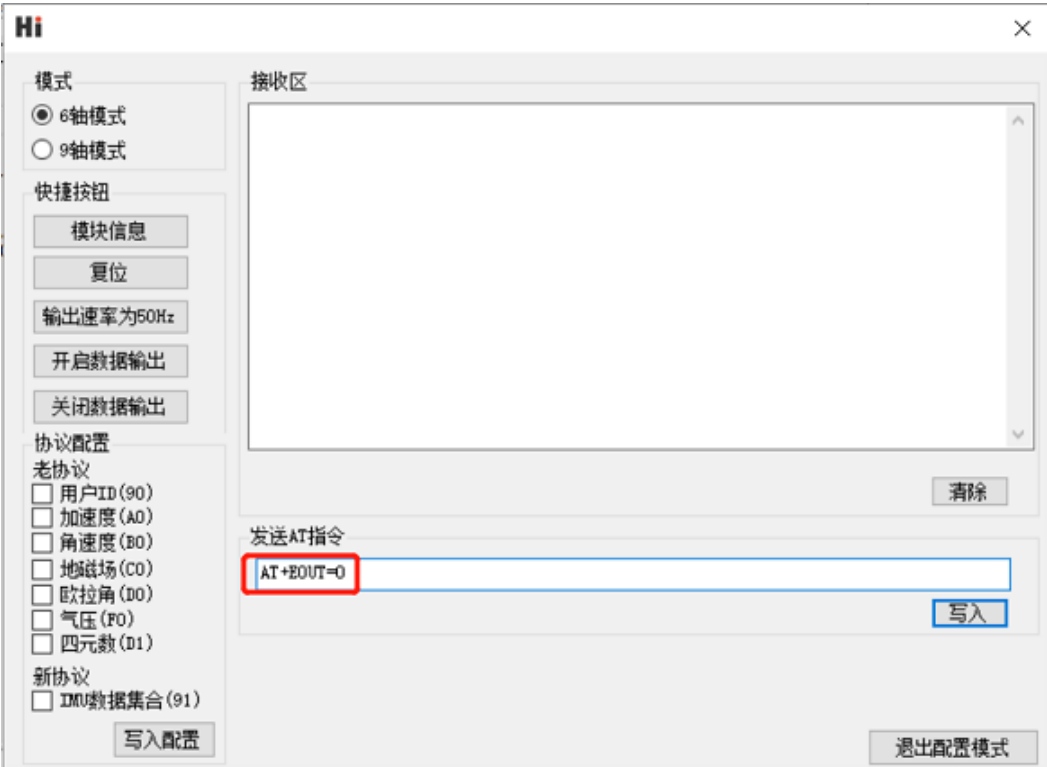 Hi
模式
6轴模式
9轴模式
快捷按钮
模块信息
复位
输出速率为50Hz
开启数据输出
关闭数据输出
协议配置
老协议
用户ID(90)
加速度(A0)
角速度(B0)
地磁场(C0)
欧拉角(D0)
气压(F0)
四元数(D1)
新协议
IMU数据集合(91)
写入配置
接收区
清除
发送AT指令
AT+EOUT=0
写入
退出配置模式